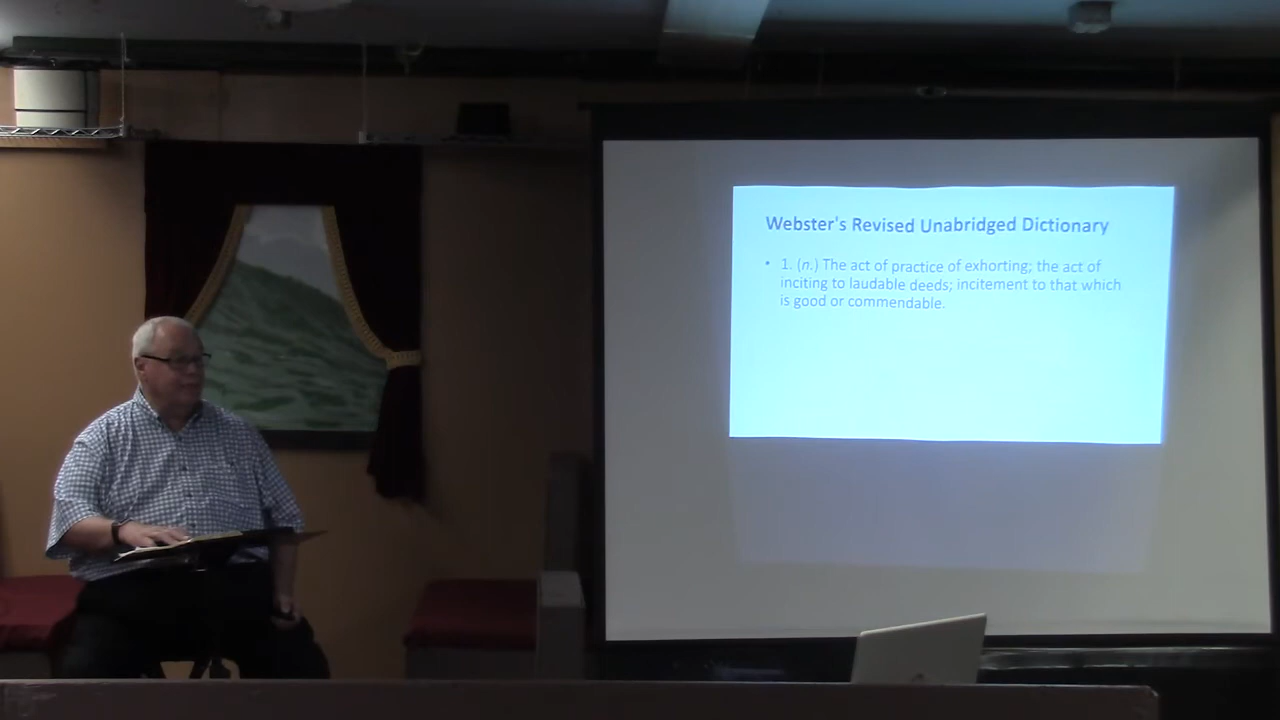 Webster's Revised Unabridged Dictionary
• 1. (n.) The act of practice of exhorting; the act of
inciting to laudable deeds; incitement to that which
is good or commendable.